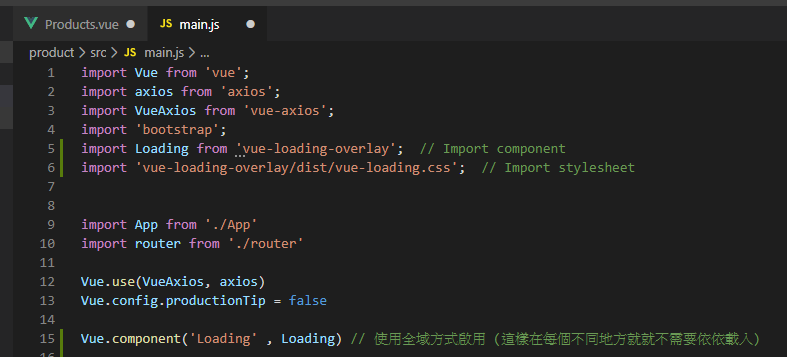 Products.vue
JS main.js
product > src > JS main.js > ...
1 import Vue from 'vue';
2 import axios from 'axios';
3 import VueAxios from 'vue-axios';
4 import 'bootstrap';
5 import Loading from 'vue-loading-overlay'; // Import component
6 import 'vue-loading-overlay/dist/vue-loading.css'; // Import stylesheet
7
8
9 import App from './App'
10 import router from './router'
11
12 Vue.use(VueAxios, axios)
13 Vue.config.productionTip = false
14
15 Vue.component('Loading' , Loading) // 使用全域方式啟用 (這樣在每個不同地方就就不需要依依載入)
16